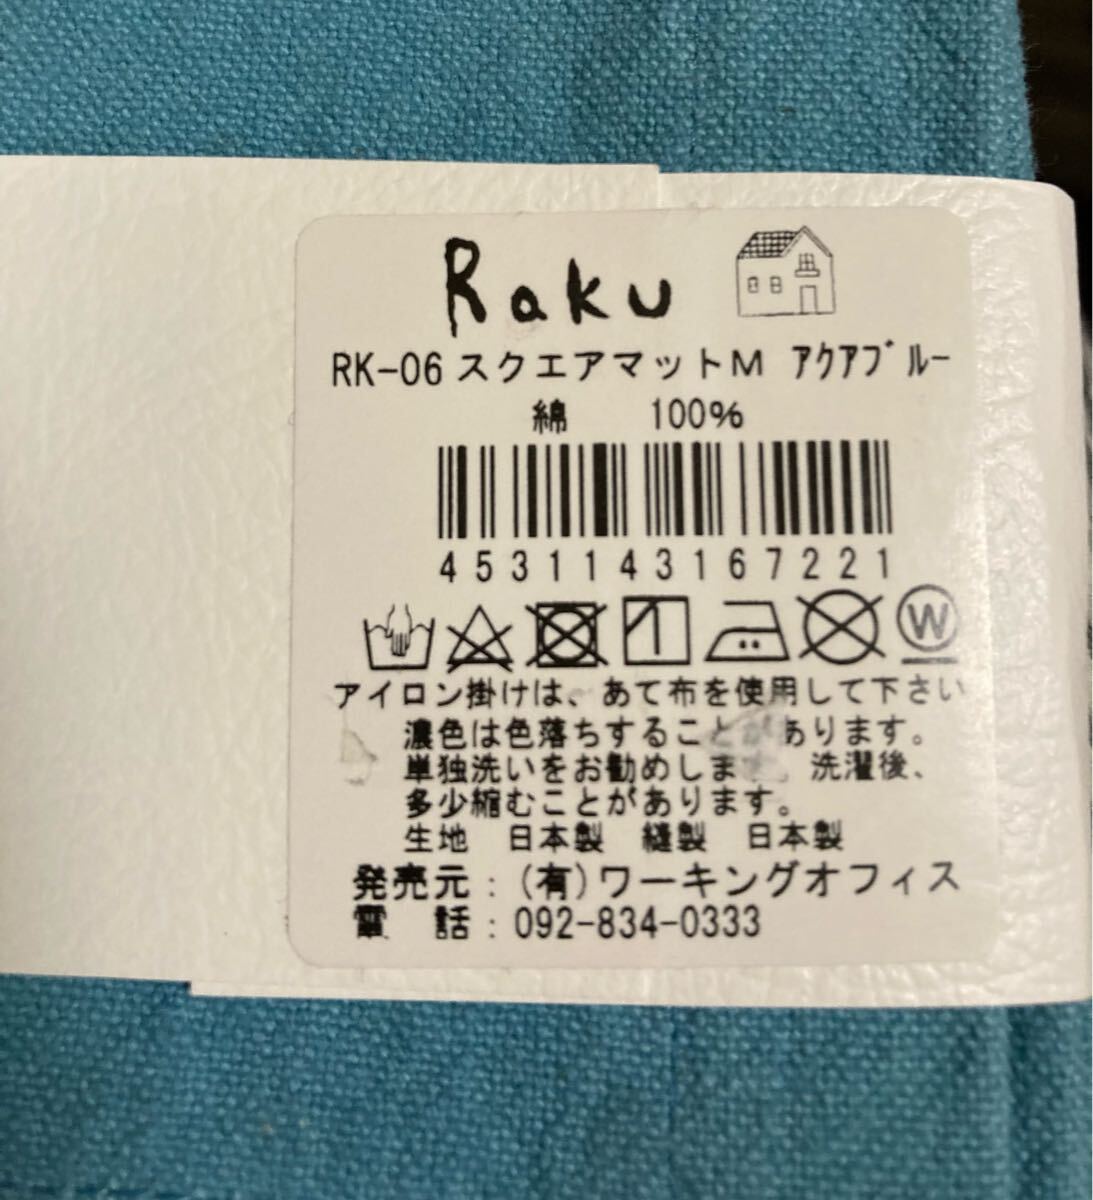 Raku
RK-06 スクエアマットM アクアブルー
綿 100%
4531143167221
W
アイロン掛けは、あて布を使用して下さい
濃色は色落ちすることがあります。
単独洗いをお勧めします。洗濯後、
多少縮むことがあります。
生地 日本製 縫製 日本製
発売元:(有)ワーキングオフィス
電 話:092-834-0333